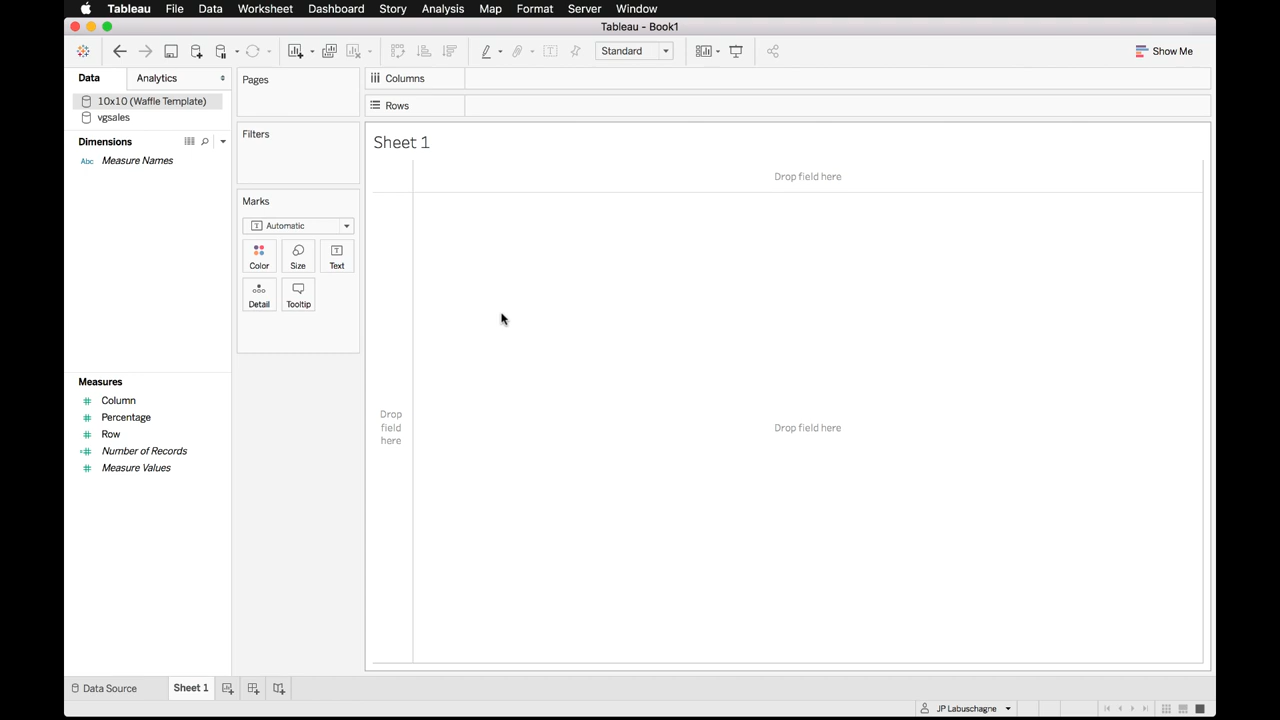 Tableau File Data Worksheet Dashboard Story Analysis Map Format Server Window
Tableau - Book1
Standard
Show Me
Data Analytics
10x10 (Waffle Template)
vgsales
Dimensions
Abc Measure Names
Measures
Column
Percentage
Row
Number of Records
Measure Values
Pages
Filters
Marks
Automatic
Color Size Text
Detail Tooltip
Columns
Rows
Sheet 1
Drop field here
Drop
field
here
Drop field here
Data Source Sheet 1
JP Labuschagne